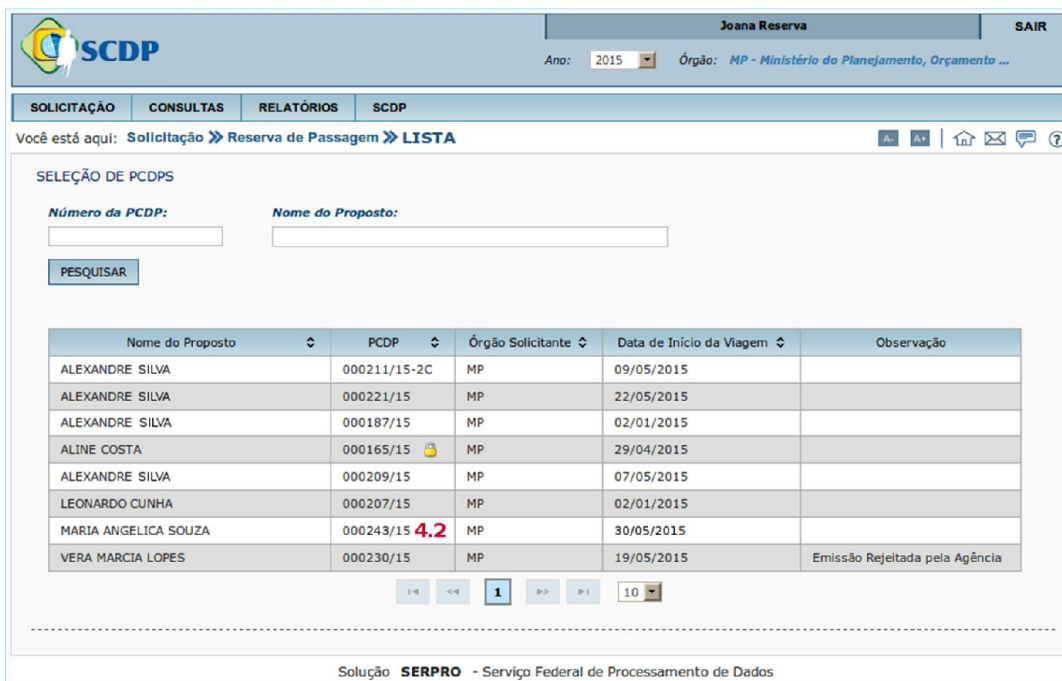 SCDP
Joana Reserva SAIR
Ano: 2015 Órgão: MP - Ministério do Planejamento, Orçamento ...
SOLICITAÇÃO CONSULTAS RELATÓRIOS SCDP
Você está aqui: Solicitação >> Reserva de Passagem >> LISTA A- A+ ?
SELEÇÃO DE PCDPS
Número da PCDP: Nome do Proposto:
PESQUISAR
Nome do Proposto PCDP Órgão Solicitante Data de Início da Viagem Observação
ALEXANDRE SILVA 000211/15-2C MP 09/05/2015
ALEXANDRE SILVA 000221/15 MP 22/05/2015
ALEXANDRE SILVA 000187/15 MP 02/01/2015
ALINE COSTA 000165/15 MP 29/04/2015
ALEXANDRE SILVA 000209/15 MP 07/05/2015
LEONARDO CUNHA 000207/15 MP 02/01/2015
MARIA ANGELICA SOUZA 000243/15 4.2 MP 30/05/2015
VERA MARCIA LOPES 000230/15 MP 19/05/2015 Emissão Rejeitada pela Agência
1 10
Solução SERPRO - Serviço Federal de Processamento de Dados